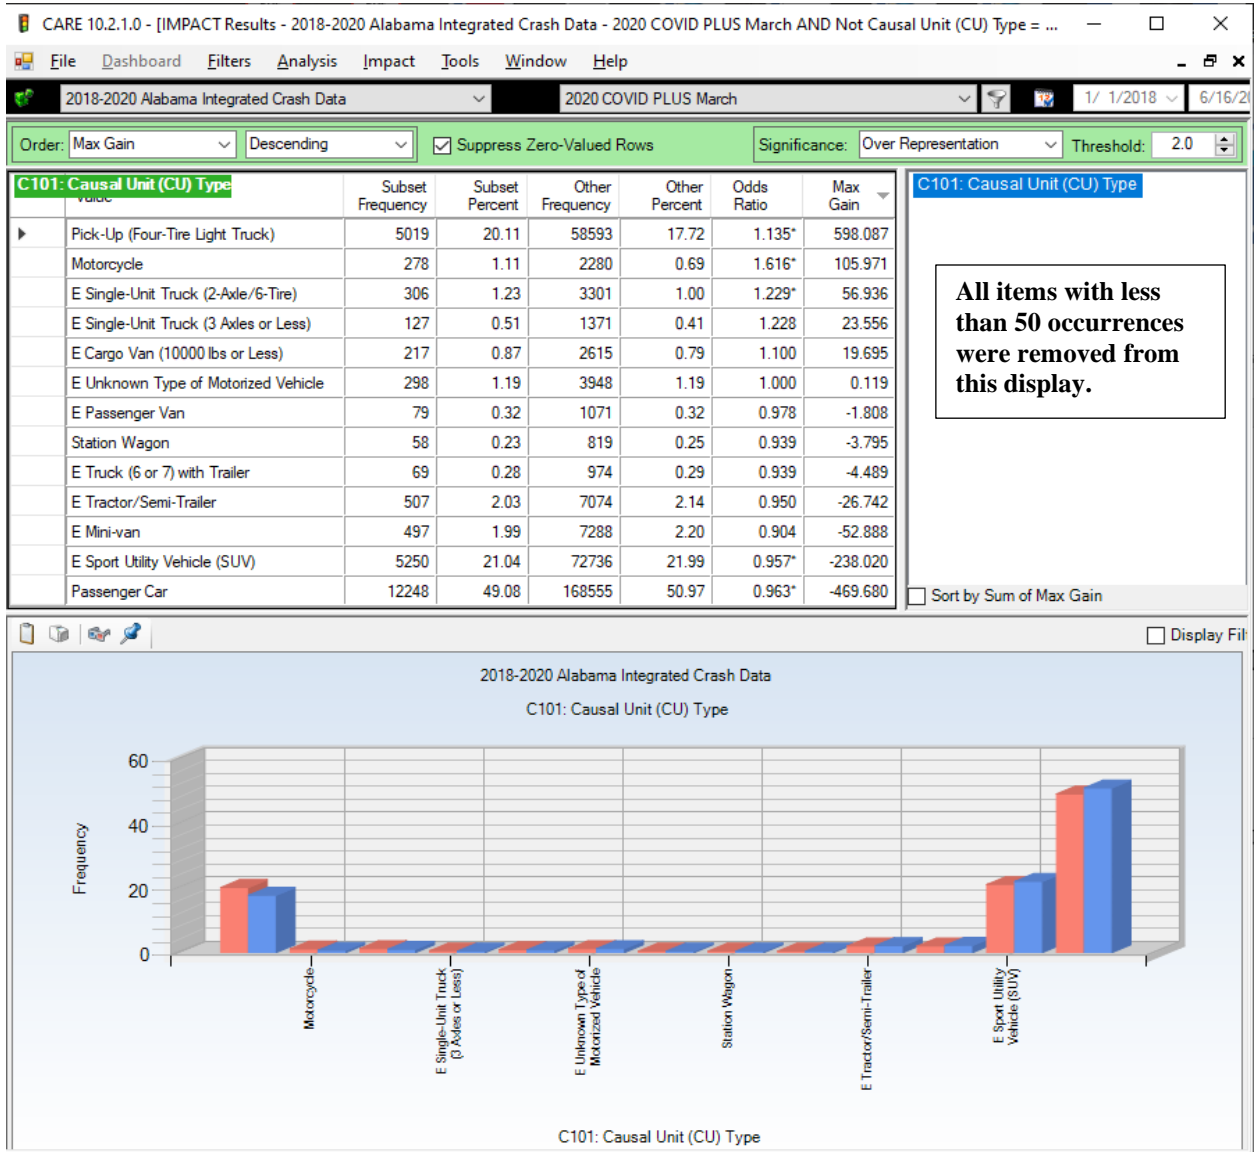 CARE 10.2.1.0 - [IMPACT Results - 2018-2020 Alabama Integrated Crash Data - 2020 COVID PLUS March AND Not Causal Unit (CU) Type = ...
File Dashboard Filters Analysis Impact Tools Window Help
2018-2020 Alabama Integrated Crash Data 2020 COVID PLUS March 1/ 1/2018 6/16/20
Order: Max Gain Descending Suppress Zero-Valued Rows Significance: Over Representation Threshold: 2.0
C101: Causal Unit (CU) Type Subset Frequency Subset Percent Other Frequency Other Percent Odds Ratio Max Gain
Pick-Up (Four-Tire Light Truck) 5019 20.11 58593 17.72 1.135* 598.087
Motorcycle 278 1.11 2280 0.69 1.616* 105.971
E Single-Unit Truck (2-Axle/6-Tire) 306 1.23 3301 1.00 1.229* 56.936
E Single-Unit Truck (3 Axles or Less) 127 0.51 1371 0.41 1.228 23.556
E Cargo Van (10000 lbs or Less) 217 0.87 2615 0.79 1.100 19.695
E Unknown Type of Motorized Vehicle 298 1.19 3948 1.19 1.000 0.119
E Passenger Van 79 0.32 1071 0.32 0.978 -1.808
Station Wagon 58 0.23 819 0.25 0.939 -3.795
E Truck (6 or 7) with Trailer 69 0.28 974 0.29 0.939 -4.489
E Tractor/Semi-Trailer 507 2.03 7074 2.14 0.950 -26.742
E Mini-van 497 1.99 7288 2.20 0.904 -52.888
E Sport Utility Vehicle (SUV) 5250 21.04 72736 21.99 0.957* -238.020
Passenger Car 12248 49.08 168555 50.97 0.963* -469.680
C101: Causal Unit (CU) Type
All items with less
than 50 occurrences
were removed from
this display.
Sort by Sum of Max Gain
Display Filt
2018-2020 Alabama Integrated Crash Data
C101: Causal Unit (CU) Type
Frequency
60
40
20
0
Motorcycle
E Single-Unit Truck
(3 Axles or Less)
E Unknown Type of
Motorized Vehicle
Station Wagon
E Tractor/Semi-Trailer
E Sport Utility
Vehicle (SUV)
C101: Causal Unit (CU) Type